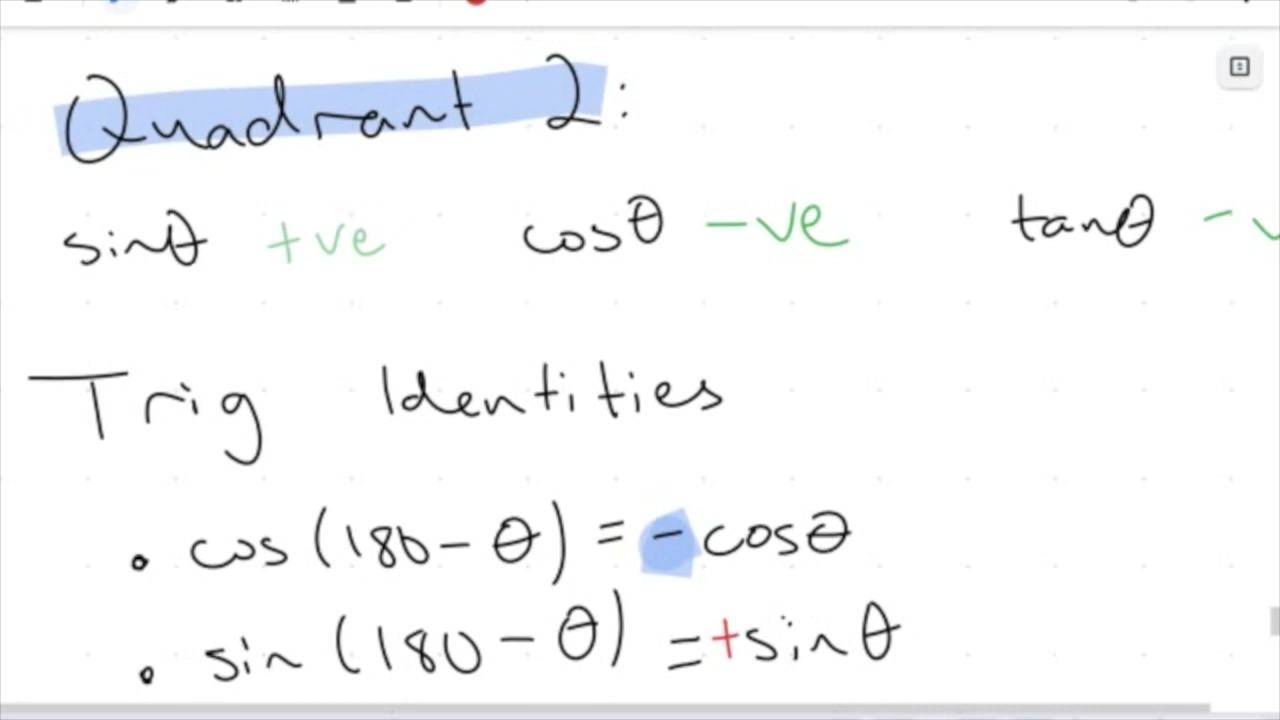 Quadrant 2:
sinθ +ve cosθ -ve tanθ -
Trig Identities
• cos(180-θ) = -cosθ
• sin(180-θ) =+sinθ